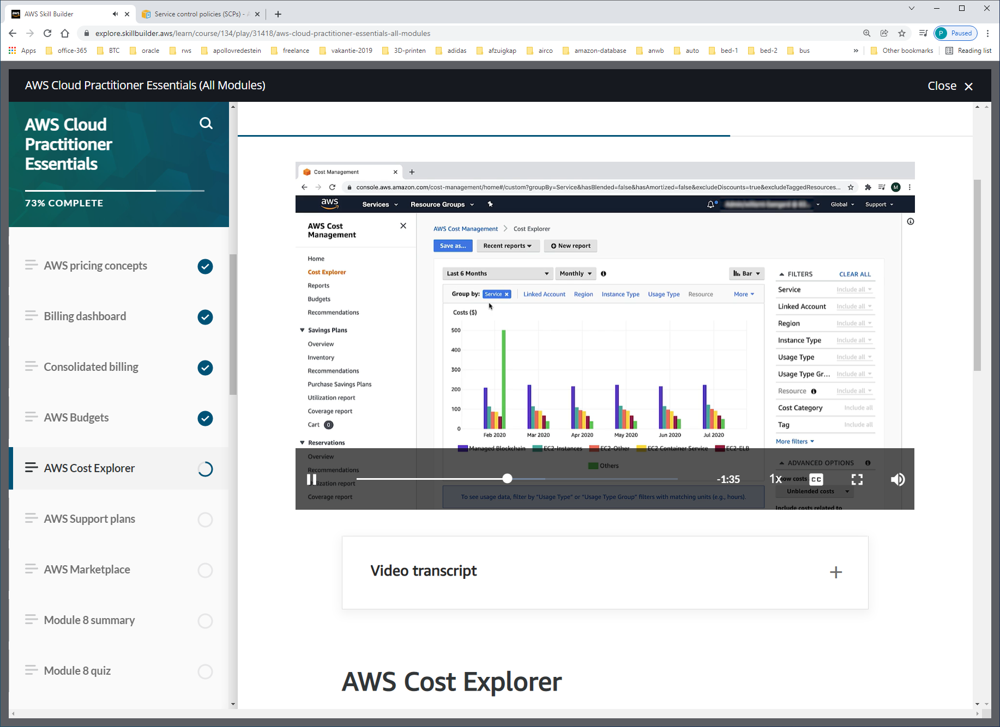 aws AWS Skill Builder
Service control policies (SCPs) - A
explore.skillbuilder.aws/learn/course/134/play/31418/aws-cloud-practitioner-essentials-all-modules
P Paused
Apps office-365 BTC oracle rws apollovredestein freelance vakantie-2019 3D-printen adidas afzuigkap airco amazon-database anwb auto bed-1 bed-2 bus » Other bookmarks Reading list
AWS Cloud Practitioner Essentials (All Modules)
Close
AWS Cloud
Practitioner
Essentials
73% COMPLETE
AWS pricing concepts
Billing dashboard
Consolidated billing
AWS Budgets
AWS Cost Explorer
AWS Support plans
AWS Marketplace
Module 8 summary
Module 8 quiz
Cost Management
console.aws.amazon.com/cost-management/home#/custom?groupBy=Service&hasBlended=false&hasAmortized=false&excludeDiscounts=true&excludeTaggedResources...
M
aws Services Resource Groups Global Support
AWS Cost
Management
Home
Cost Explorer
Reports
Budgets
Recommendations
Savings Plans
Overview
Inventory
Recommendations
Purchase Savings Plans
Utilization report
Coverage report
Cart 0
Reservations
Overview
Recommendations
ilization report
Coverage report
AWS Cost Management > Cost Explorer
Save as... Recent reports New report
Last 6 Months Monthly Bar
Group by: Service Linked Account Region Instance Type Usage Type Resource More
Costs ($)
500
400
300
200
100
0
Feb 2020 Mar 2020 Apr 2020 May 2020 Jun 2020 Jul 2020
Managed Blockchain EC2-Instances EC2-Other EC2 Container Service EC2-ELB
Others
To see usage data, filter by "Usage Type" or "Usage Type Group" filters with matching units (e.g., hours).
FILTERS CLEAR ALL
Service Include all
Linked Account Include all
Region Include all
Instance Type Include all
Usage Type Include all
Usage Type Gr... Include all
Resource Include all
Cost Category Include all
Tag Include all
More filters
ADVANCED OPTIONS
ow costs
Unblended costs
Include costs related to
-1:35 1x CC
Video transcript
AWS Cost Explorer